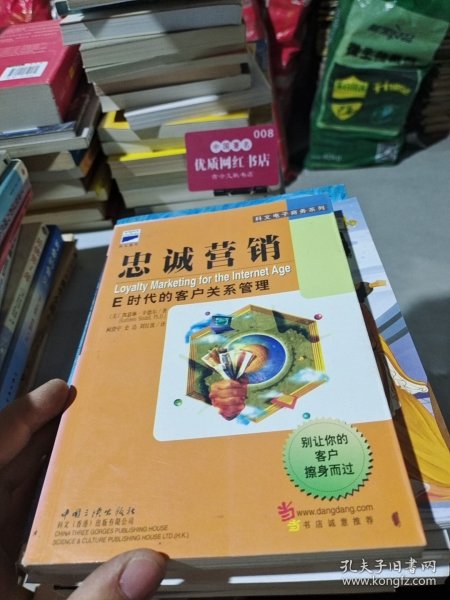 008
优质网红书店
科文电子商务系列
忠诚营销
Loyalty Marketing for the Internet Age
E时代的客户关系管理
别让你的
客户
擦身而过
www.dangdang.com
书店诚意推荐
中国三峡出版社
科文(香港)出版有限公司
CHINA THREE GORGES PUBLISHING HOUSE
SCIENCE & CULTURE PUBLISHING HOUSE LTD.(H.K.)
孔夫子旧书网
www.kongfz.com